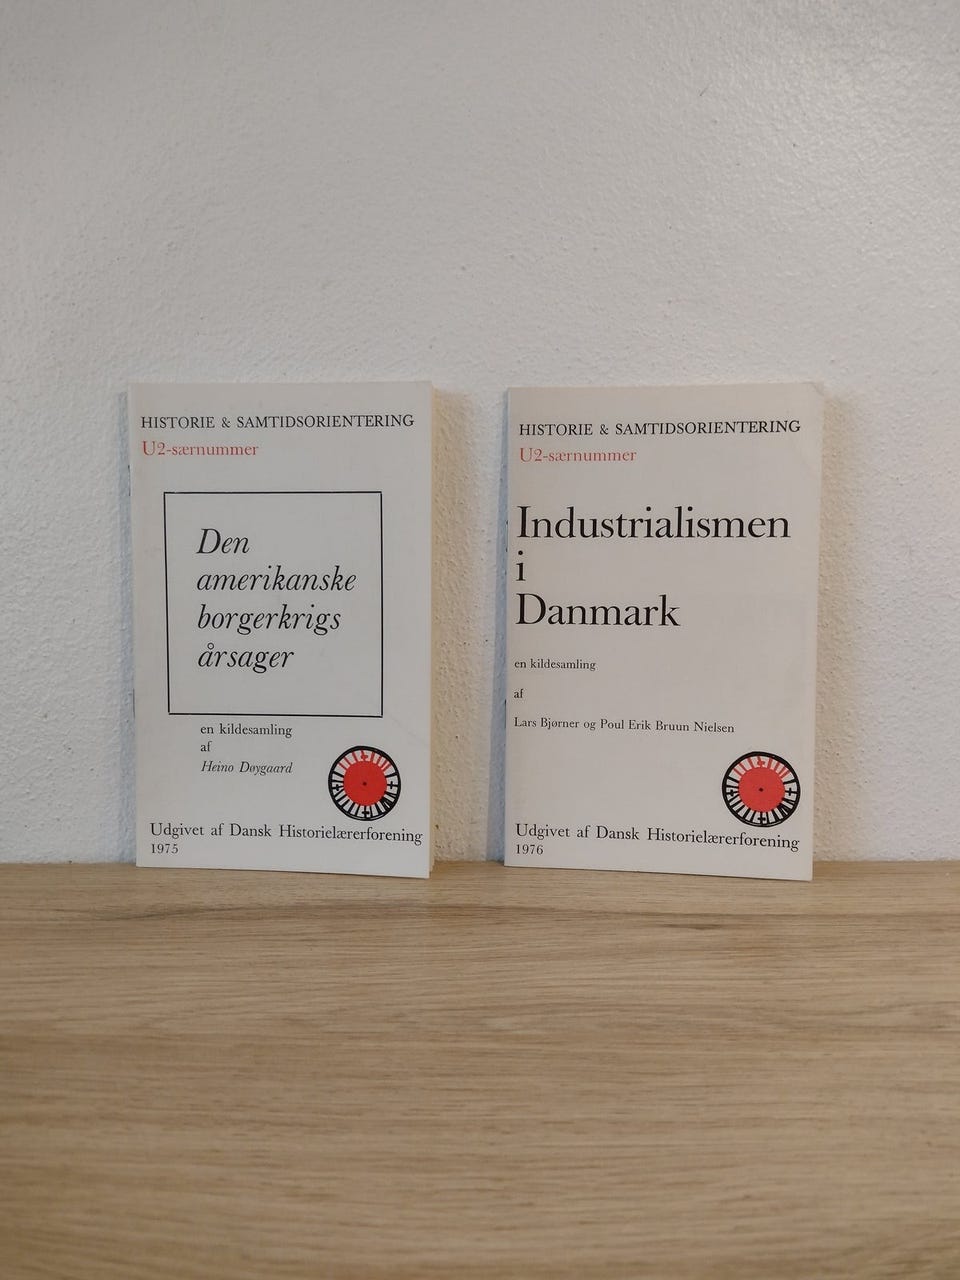 HISTORIE & SAMTIDSORIENTERING
U2-særnummer
Den
amerikanske
borgerkrigs
årsager
en kildesamling
af
Heino Døygaard
Udgivet af Dansk Historielærerforening
1975
HISTORIE & SAMTIDSORIENTERING
U2-særnummer
Industrialismen
i
Danmark
en kildesamling
af
Lars Bjørner og Poul Erik Bruun Nielsen
Udgivet af Dansk Historielærerforening
1976